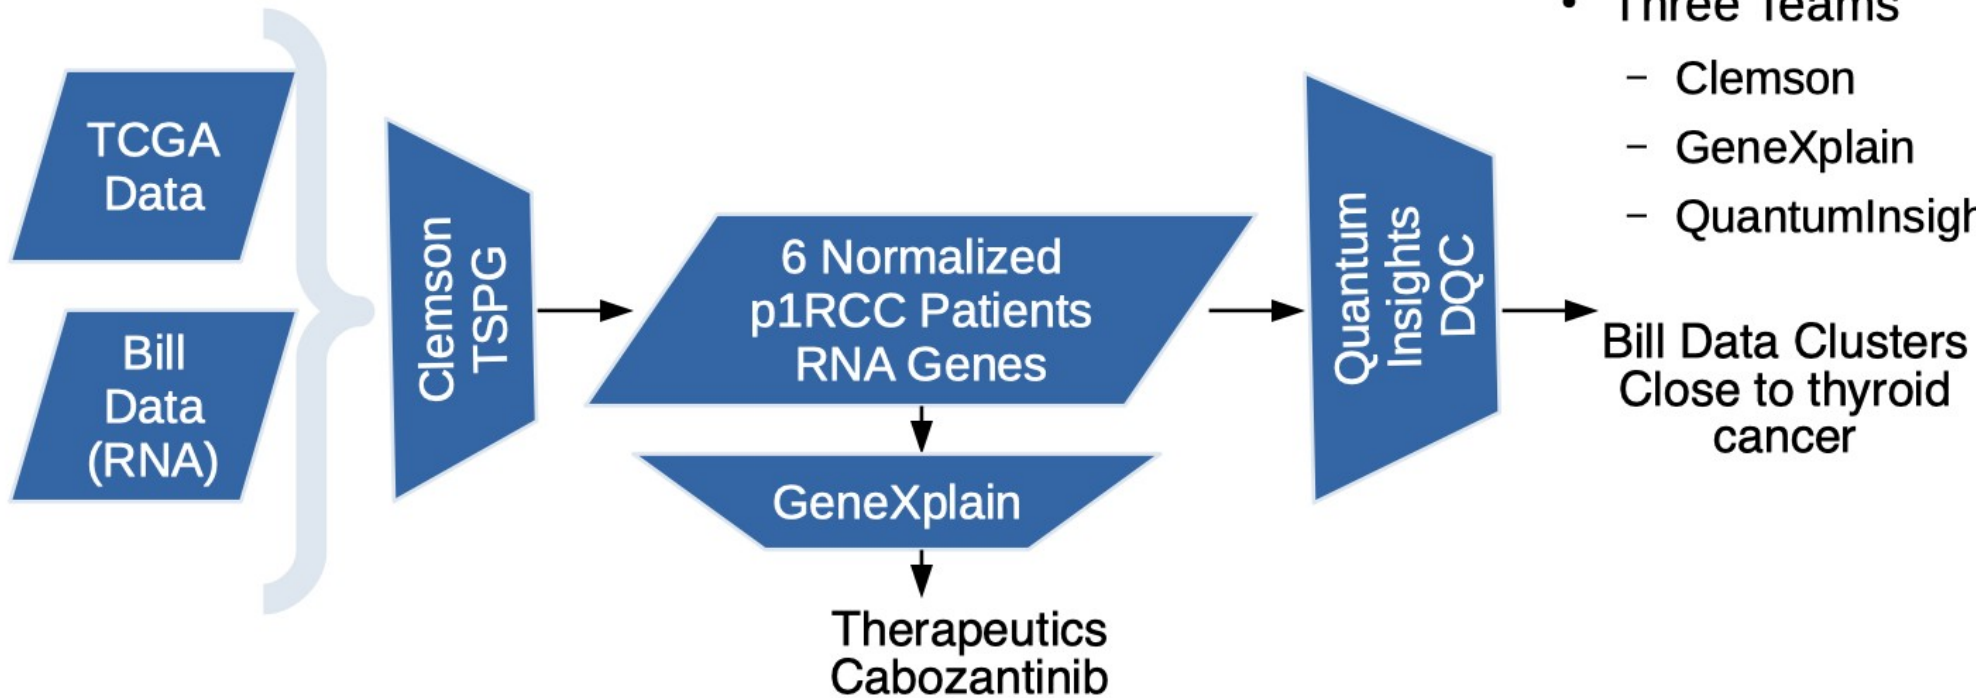 TCGA
Data
Bill
Data
(RNA)
Clemson
TSPG
6 Normalized
p1RCC Patients
RNA Genes
GeneXplain
Therapeutics
Cabozantinib
Quantum
Insights
DQC
Bill Data Clusters
Close to thyroid
cancer
• Three Teams
– Clemson
– GeneXplain
– QuantumInsigh